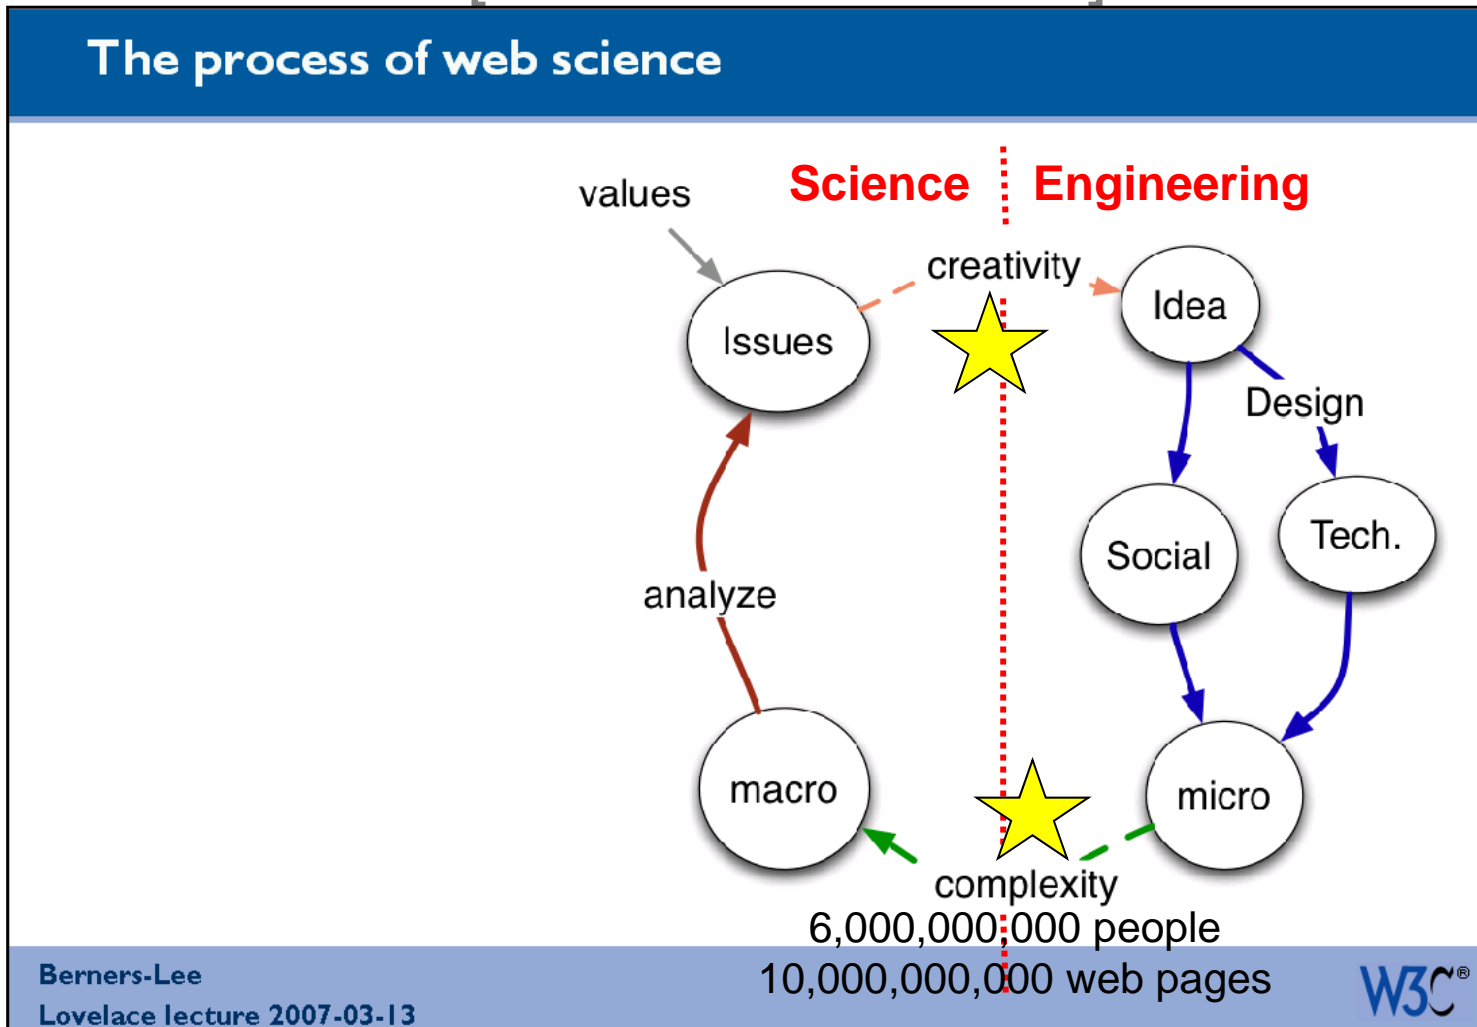 The process of web science
Science Engineering
values
creativity
Idea
Issues
Design
Social
Tech.
analyze
macro
micro
complexity
6,000,000,000 people
10,000,000,000 web pages
Berners-Lee
Lovelace lecture 2007-03-13
W3C®